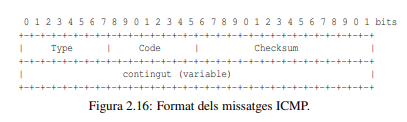 0 1 2 3 4 5 6 7 8 9 0 1 2 3 4 5 6 7 8 9 0 1 2 3 4 5 6 7 8 9 0 1 bits
+-+-+-+-+-+-+-+-+-+-+-+-+-+-+-+-+-+-+-+-+-+-+-+-+-+-+-+-+-+-+-+-+
| Type | Code | Checksum |
+-+-+-+-+-+-+-+-+-+-+-+-+-+-+-+-+-+-+-+-+-+-+-+-+-+-+-+-+-+-+-+-+
| contingut (variable) |
+-+-+-+-+-+-+-+-+-+-+-+-+-+-+-+-+-+-+-+-+-+-+-+-+-+-+-+-+-+-+-+-+
Figura 2.16: Format dels missatges ICMP.